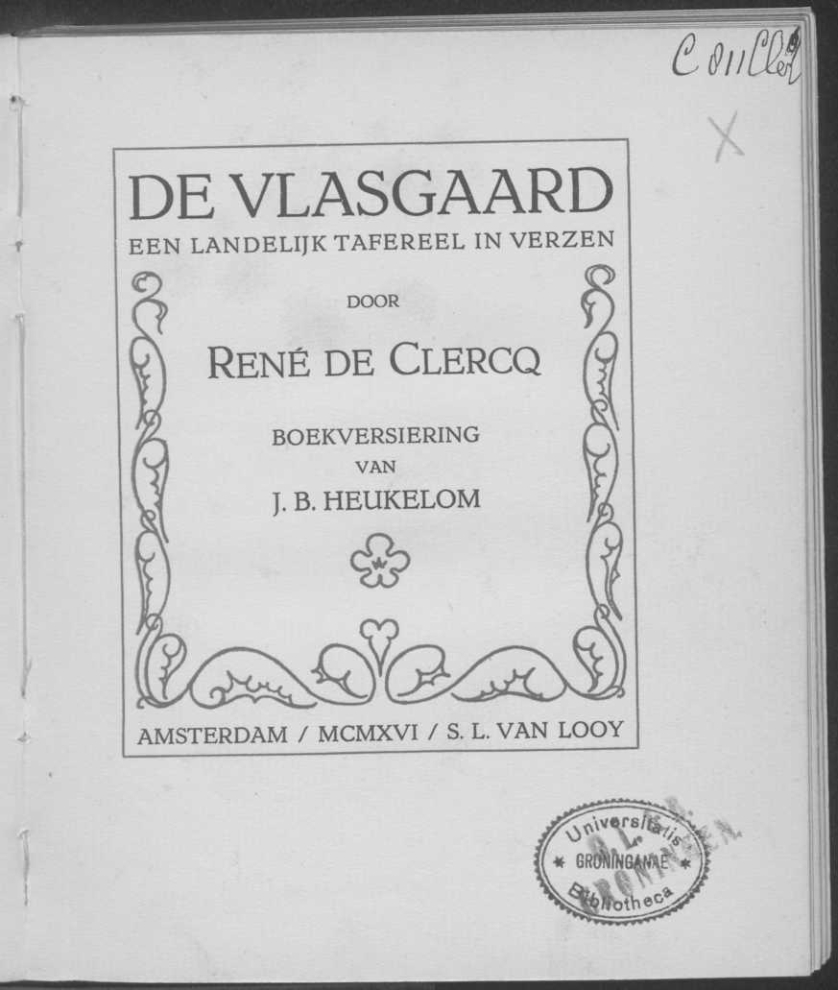 DE VLASGAARD
EEN LANDELIJK TAFEREEL IN VERZEN
DOOR
RENÉ DE CLERCQ
BOEKVERSIERING
VAN
J. B. HEUKELOM
AMSTERDAM / MCMXVI / S. L. VAN LOOY
Universitatis
GRONINGANAE
Bibliotheca